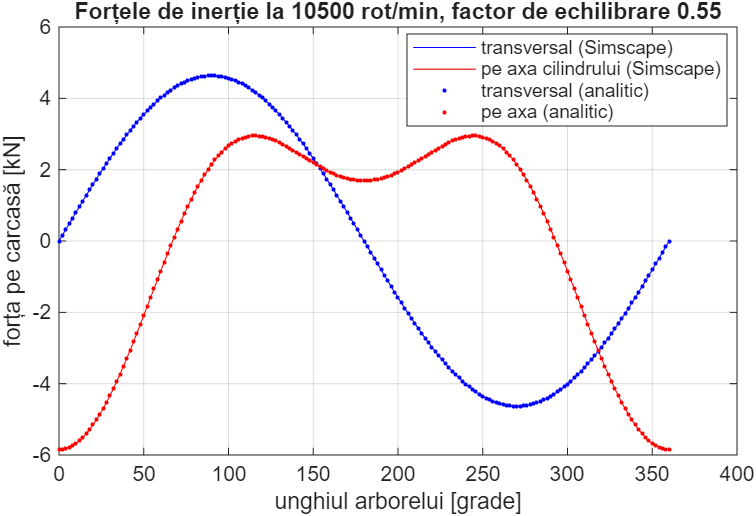 Forțele de inerție la 10500 rot/min, factor de echilibrare 0.55
transversal (Simscape)
pe axa cilindrului (Simscape)
transversal (analitic)
pe axa (analitic)
forța pe carcasă [kN]
6
4
2
0
-2
-4
-6
0
50
100
150
200
250
300
350
400
unghiul arborelui [grade]